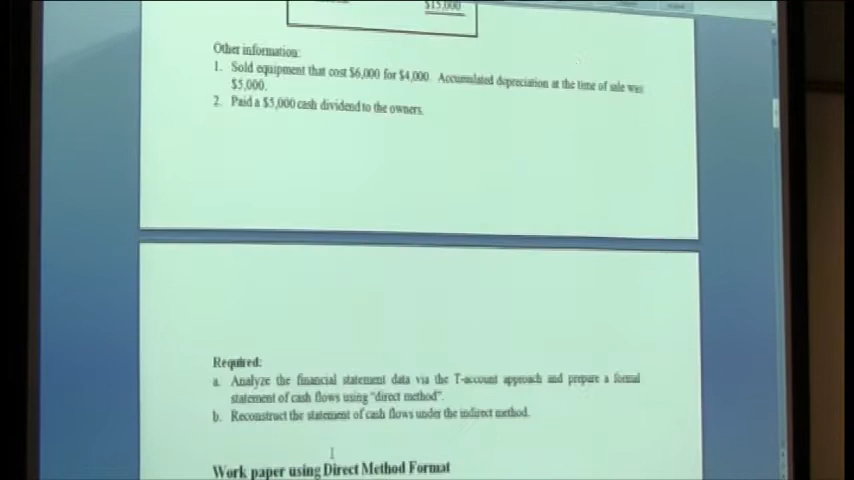 $15,000
Other information:
1. Sold equipment that cost $6,000 for $4,000. Accumulated depreciation at the time of sale was
$5,000.
2. Paid a $5,000 cash dividend to the owners.
Required:
a. Analyze the financial statement data via the T-account approach and prepare a formal
statement of cash flows using "direct method".
b. Reconstruct the statement of cash flows under the indirect method.
Work paper using Direct Method Format